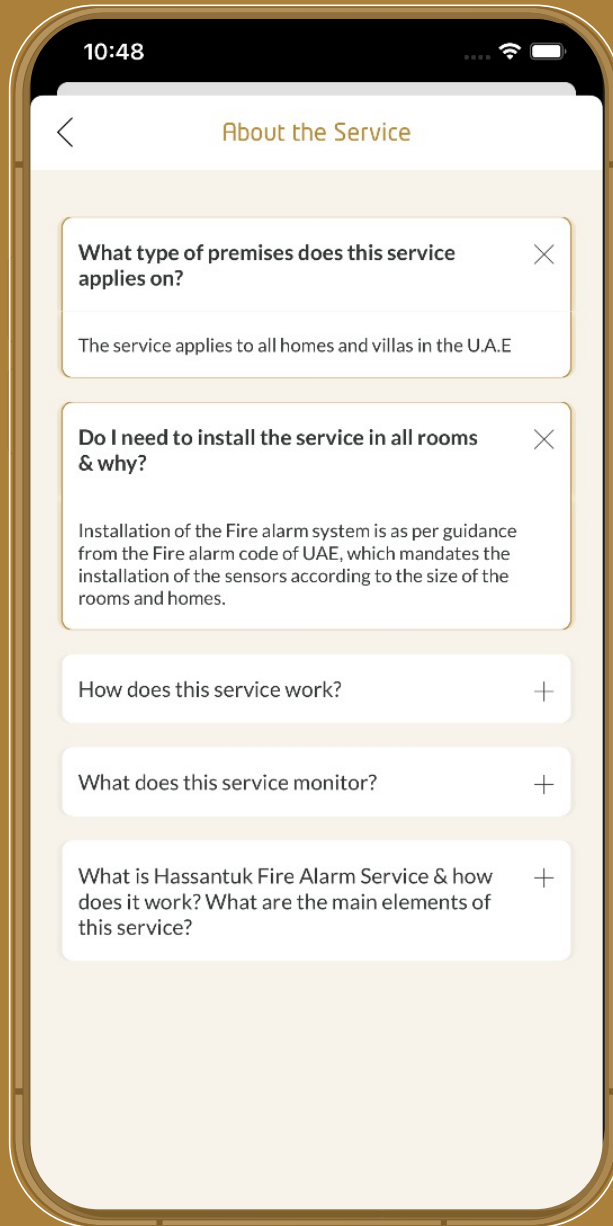 10:48
About the Service
What type of premises does this service
applies on?
The service applies to all homes and villas in the U.A.E
Do I need to install the service in all rooms
& why?
Installation of the Fire alarm system is as per guidance
from the Fire alarm code of UAE, which mandates the
installation of the sensors according to the size of the
rooms and homes.
How does this service work?
What does this service monitor?
What is Hassantuk Fire Alarm Service & how
does it work? What are the main elements of
this service?